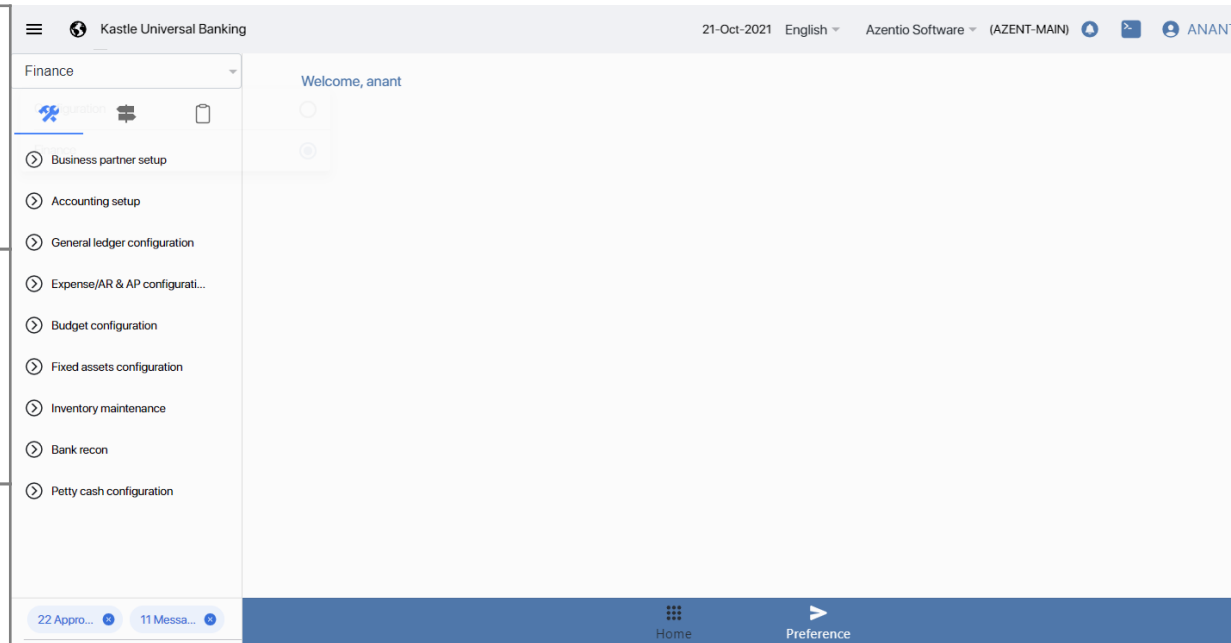 Kastle Universal Banking
21-Oct-2021 English Azentio Software (AZENT-MAIN) ANANT
Finance
Welcome, anant
Business partner setup
Accounting setup
General ledger configuration
Expense/AR & AP configurati...
Budget configuration
Fixed assets configuration
Inventory maintenance
Bank recon
Petty cash configuration
22 Appro... 11 Messa...
Home Preference